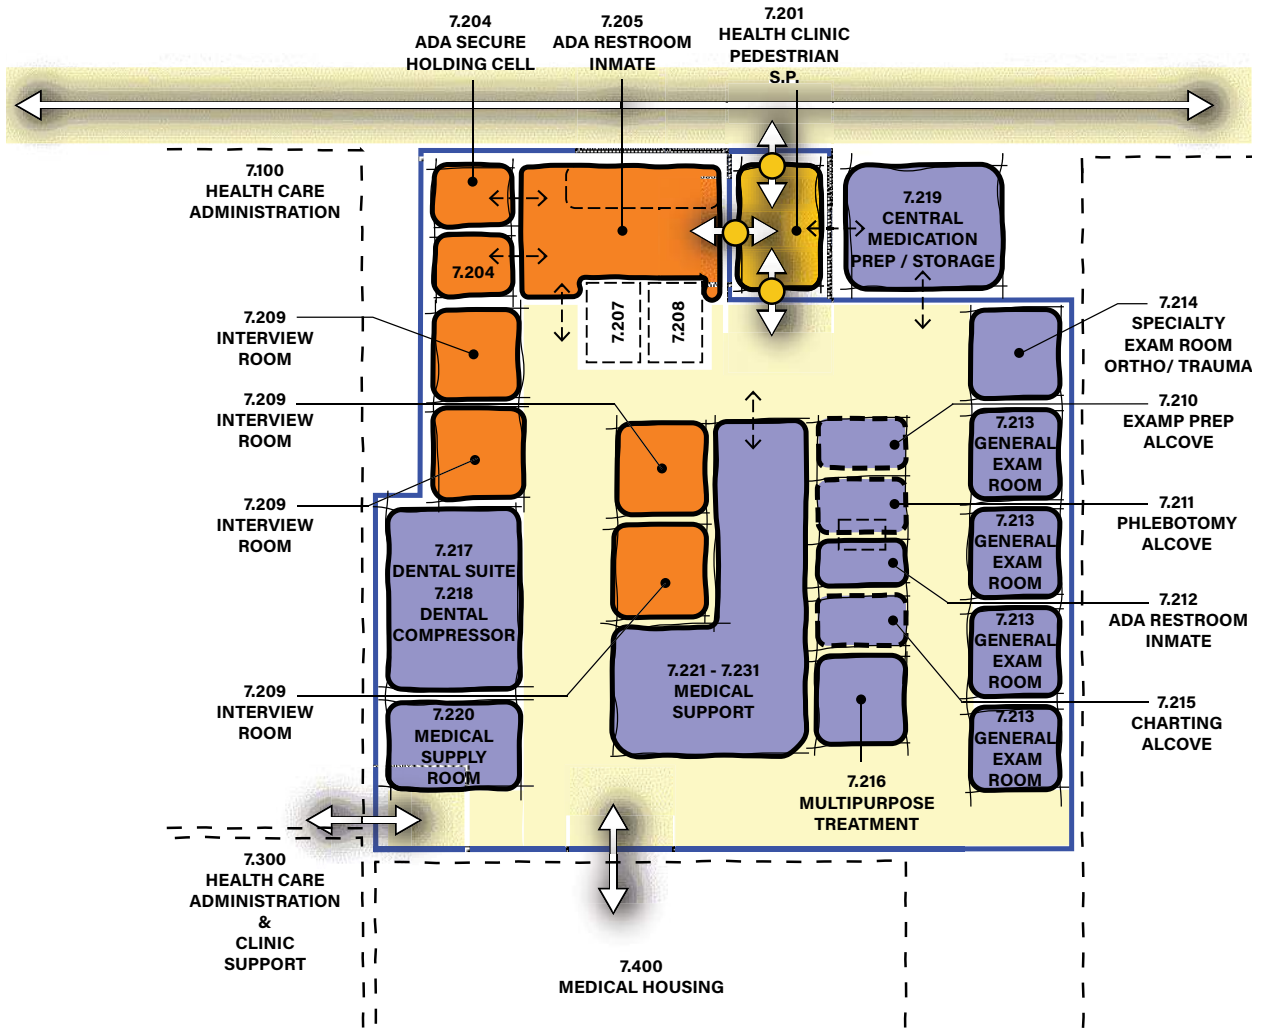 7.204
ADA SECURE
HOLDING CELL
7.205
ADA RESTROOM
INMATE
7.201
HEALTH CLINIC
PEDESTRIAN
S.P.
7.100
HEALTH CARE
ADMINISTRATION
7.219
CENTRAL
MEDICATION
PREP / STORAGE
7.204
7.207
7.208
7.209
INTERVIEW
ROOM
7.214
SPECIALTY
EXAM ROOM
ORTHO/ TRAUMA
7.209
INTERVIEW
ROOM
7.210
EXAMP PREP
ALCOVE
7.213
GENERAL
EXAM
ROOM
7.209
INTERVIEW
ROOM
7.211
PHLEBOTOMY
ALCOVE
7.213
GENERAL
EXAM
ROOM
7.217
DENTAL SUITE
7.218
DENTAL
COMPRESSOR
7.212
ADA RESTROOM
INMATE
7.213
GENERAL
EXAM
ROOM
7.221 - 7.231
MEDICAL
SUPPORT
7.209
INTERVIEW
ROOM
7.215
CHARTING
ALCOVE
7.220
MEDICAL
SUPPLY
ROOM
7.213
GENERAL
EXAM
ROOM
7.216
MULTIPURPOSE
TREATMENT
7.300
HEALTH CARE
ADMINISTRATION
&
CLINIC
SUPPORT
7.400
MEDICAL HOUSING